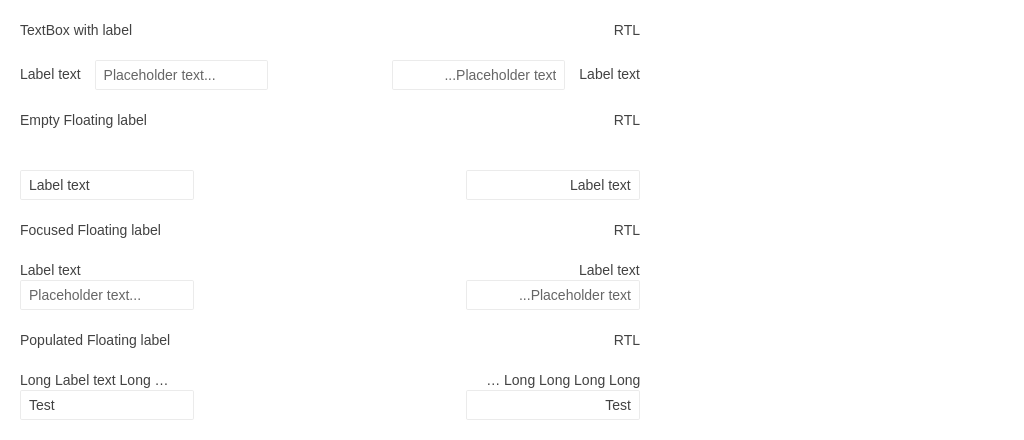 TextBox with label RTL
Label text Placeholder text... ...Placeholder text Label text
Empty Floating label RTL
Label text Label text
Focused Floating label RTL
Label text Label text
Placeholder text... ...Placeholder text
Populated Floating label RTL
Long Label text Long … … Long Long Long Long
Test Test